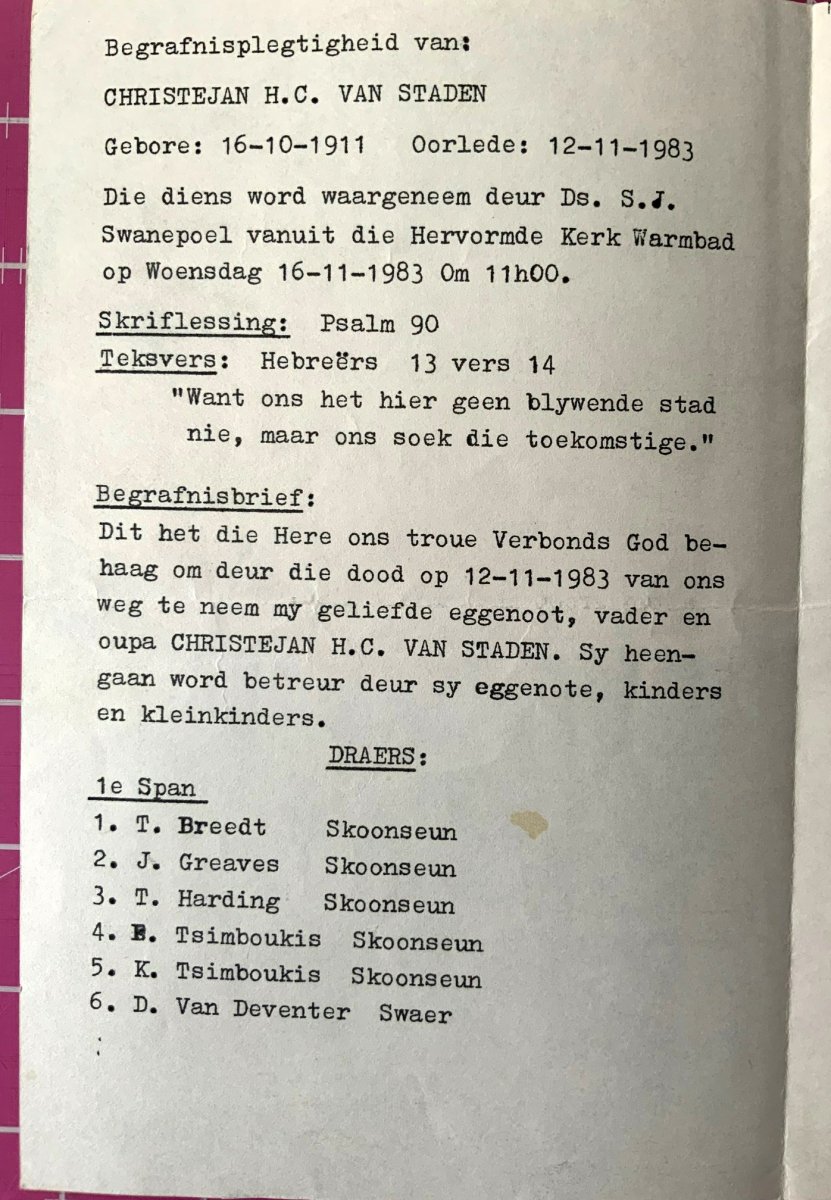 Begrafnisplegtigheid van:
CHRISTEJAN H.C. VAN STADEN
Gebore: 16-10-1911 Oorlede: 12-11-1983
Die diens word waargeneem deur Ds. S.J.
Swanepoel vanuit die Hervormde Kerk Warmbad
op Woensdag 16-11-1983 Om 11h00.
Skriflessing: Psalm 90
Teksvers: Hebreërs 13 vers 14
"Want ons het hier geen blywende stad
nie, maar ons soek die toekomstige."
Begrafnisbrief:
Dit het die Here ons troue Verbonds God be-
haag om deur die dood op 12-11-1983 van ons
weg te neem my geliefde eggenoot, vader en
oupa CHRISTEJAN H.C. VAN STADEN. Sy heen-
gaan word betreur deur sy eggenote, kinders
en kleinkinders.
DRAERS:
1e Span
1. T. Breedt Skoonseun
2. J. Greaves Skoonseun
3. T. Harding Skoonseun
4. Tsimboukis Skoonseun
5. K. Tsimboukis Skoonseun
6. D. Van Deventer Swaer